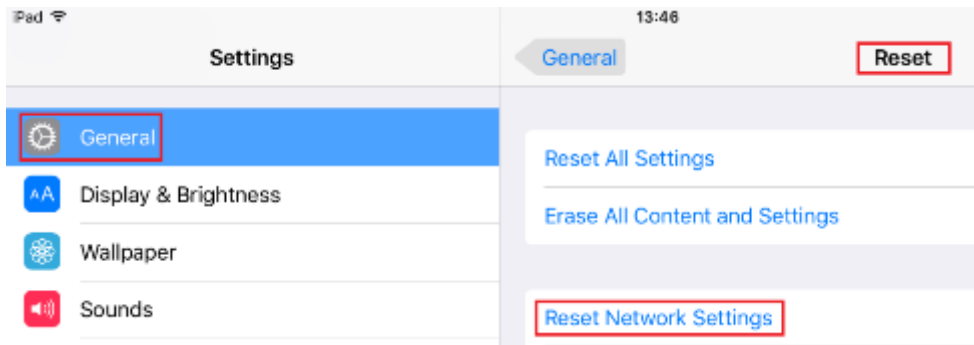 iPad
13:46
Settings
General
Reset
General
AA Display & Brightness
Wallpaper
Sounds
Reset All Settings
Erase All Content and Settings
Reset Network Settings